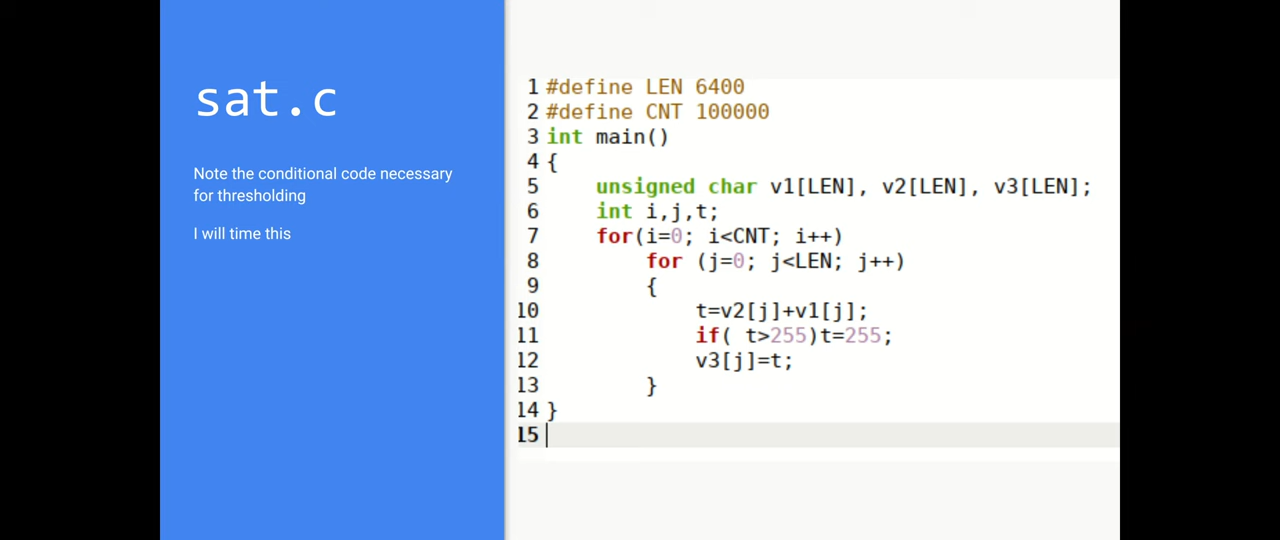 sat.c
Note the conditional code necessary
for thresholding
I will time this
1 #define LEN 6400
2 #define CNT 100000
3 int main()
4 {
5     unsigned char v1[LEN], v2[LEN], v3[LEN];
6     int i,j,t;
7     for(i=0; i<CNT; i++)
8         for (j=0; j<LEN; j++)
9         {
10             t=v2[j]+v1[j];
11             if( t>255)t=255;
12             v3[j]=t;
13         }
14 }
15